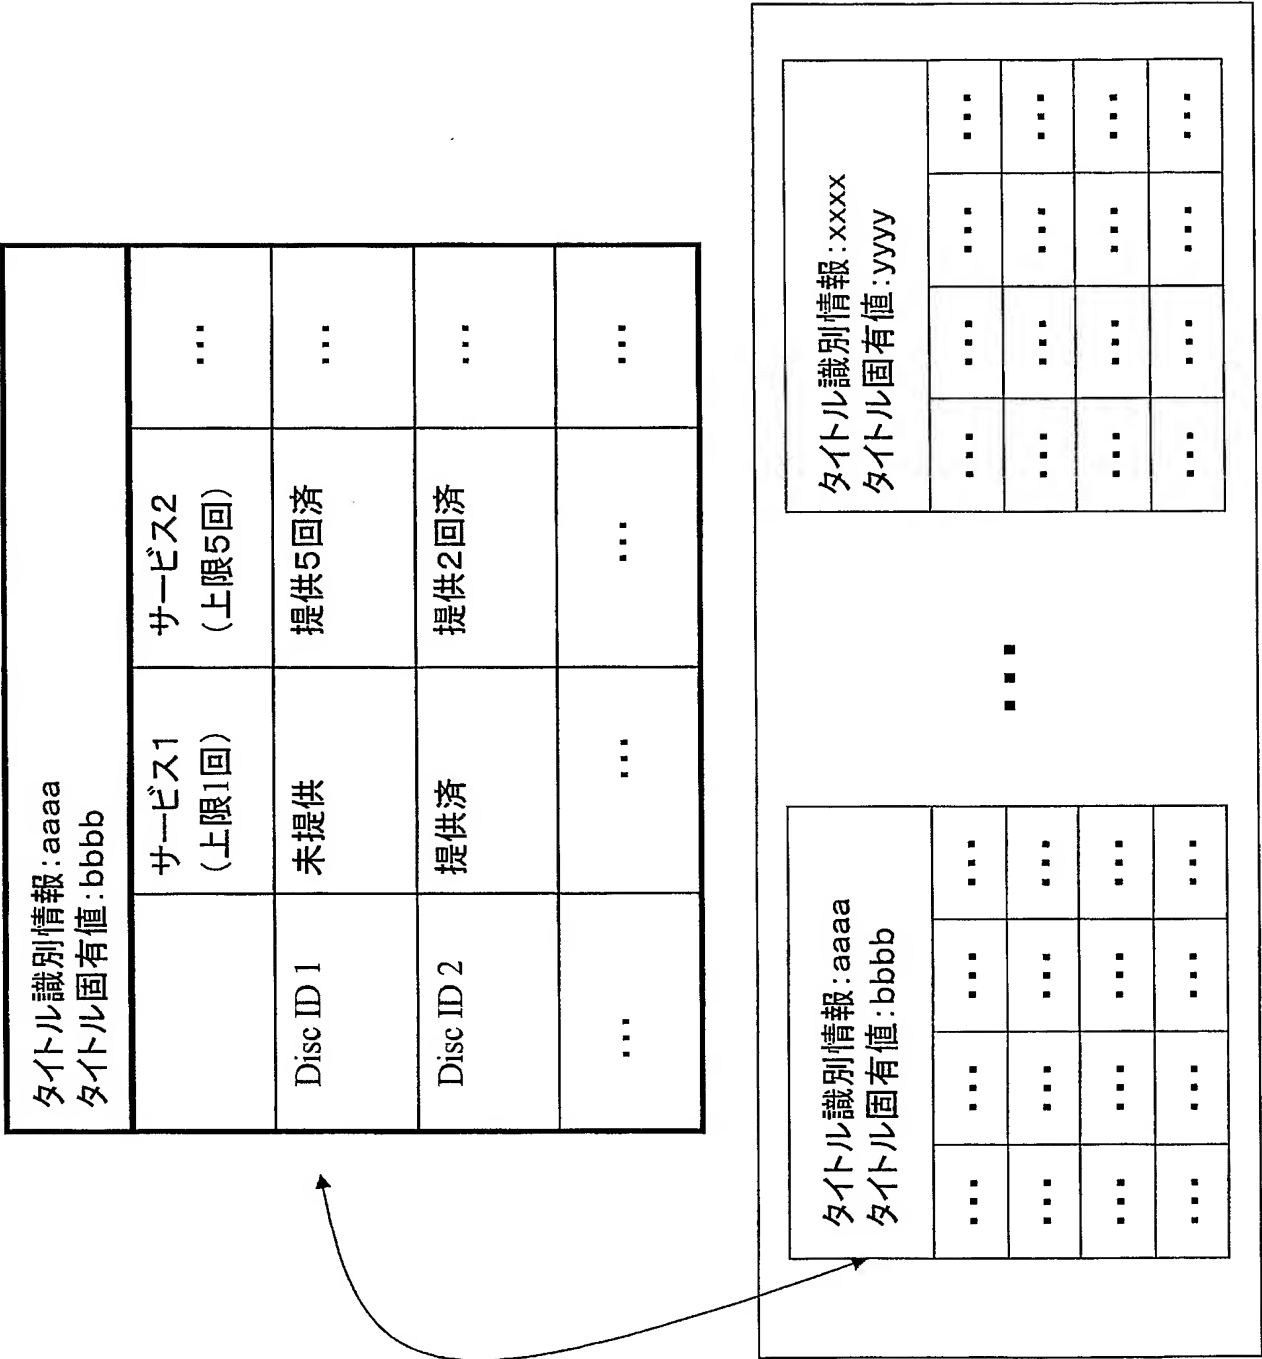 タイトル識別情報:aaaa
タイトル固有値:bbbb
サービス1
(上限1回)
サービス2
(上限5回)
...
Disc ID 1
未提供
提供5回済
...
Disc ID 2
提供済
提供2回済
...
...
...
...
...
タイトル識別情報:aaaa
タイトル固有値:bbbb
... ... ... ...
... ... ... ...
... ... ... ...
... ... ... ...
...
タイトル識別情報:xxxx
タイトル固有値:yyyy
... ... ... ...
... ... ... ...
... ... ... ...
... ... ... ...